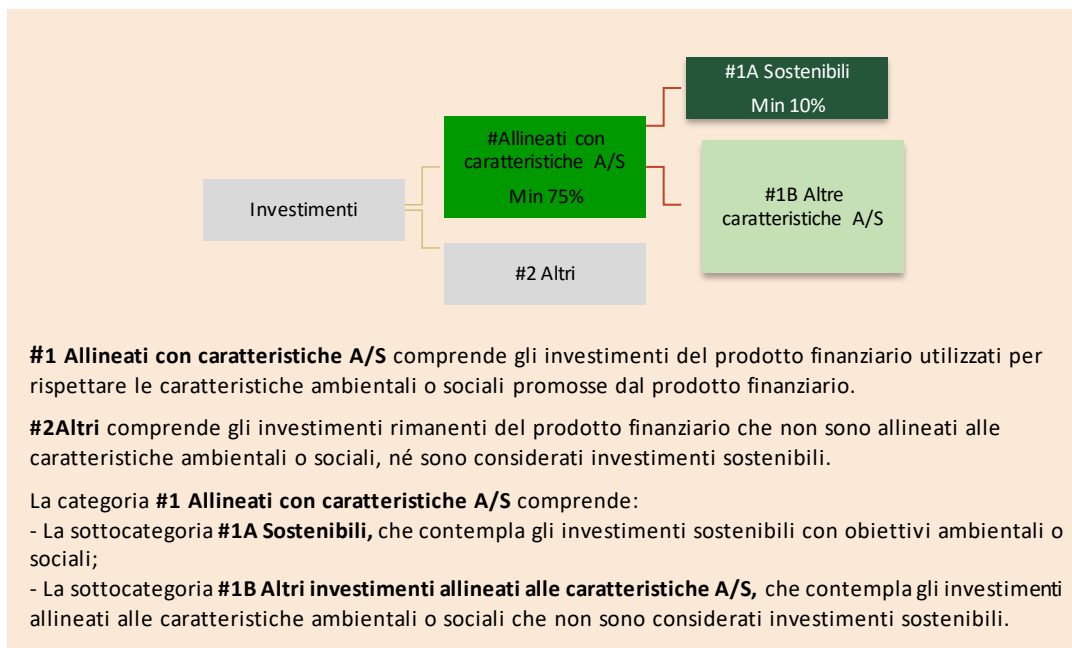 #1A Sostenibili
Min 10%
#Allineati con
caratteristiche A/S
Min 75%
Investimenti
#1B Altre
caratteristiche A/S
#2 Altri
#1 Allineati con caratteristiche A/S comprende gli investimenti del prodotto finanziario utilizzati per
rispettare le caratteristiche ambientali o sociali promosse dal prodotto finanziario.
#2Altri comprende gli investimenti rimanenti del prodotto finanziario che non sono allineati alle
caratteristiche ambientali o sociali, né sono considerati investimenti sostenibili.
La categoria #1 Allineati con caratteristiche A/S comprende:
- La sottocategoria #1A Sostenibili, che contempla gli investimenti sostenibili con obiettivi ambientali o
sociali;
- La sottocategoria #1B Altri investimenti allineati alle caratteristiche A/S, che contempla gli investimenti
allineati alle caratteristiche ambientali o sociali che non sono considerati investimenti sostenibili.